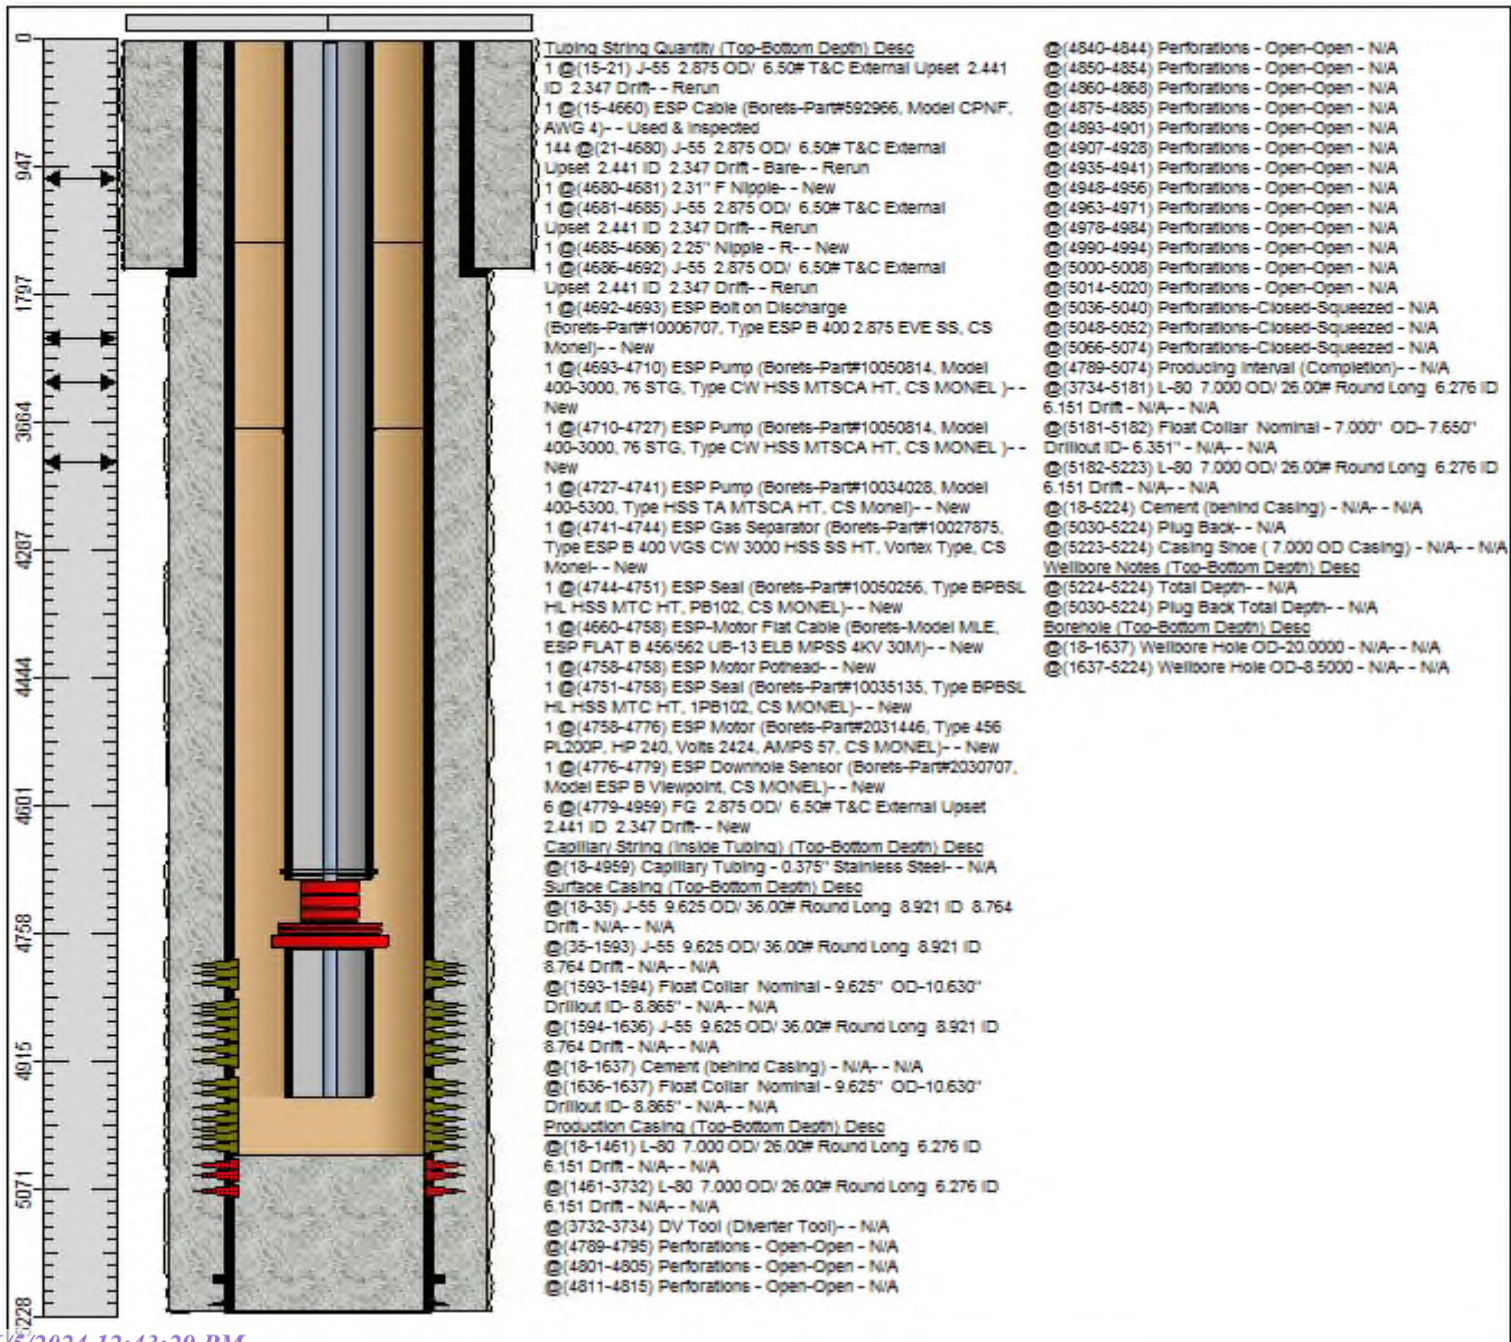 0
947
1797
3664
4287
4444
4601
4758
4915
5071
5228
Tubing String Quantity (Top-Bottom Depth) Desc
1 @(15-21) J-55 2.875 OD/ 6.50# T&C External Upset 2.441
ID 2.347 Drift- - Rerun
1 @(15-4660) ESP Cable (Borets-Part#592966, Model CPNF,
AWG 4)- - Used & Inspected
144 @(21-4680) J-55 2.875 OD/ 6.50# T&C External
Upset 2.441 ID 2.347 Drift - Bare- - Rerun
1 @(4680-4681) 2.31" F Nipple- - New
1 @(4681-4685) J-55 2.875 OD/ 6.50# T&C External
Upset 2.441 ID 2.347 Drift- - Rerun
1 @(4685-4686) 2.25" Nipple - R- - New
1 @(4686-4692) J-55 2.875 OD/ 6.50# T&C External
Upset 2.441 ID 2.347 Drift- - Rerun
1 @(4692-4693) ESP Bolt on Discharge
(Borets-Part#10006707, Type ESP B 400 2.875 EVE SS, CS
Monel)- - New
1 @(4693-4710) ESP Pump (Borets-Part#10050814, Model
400-3000, 76 STG, Type CW HSS MTSCA HT, CS MONEL )- -
New
1 @(4710-4727) ESP Pump (Borets-Part#10050814, Model
400-3000, 76 STG, Type CW HSS MTSCA HT, CS MONEL )- -
New
1 @(4727-4741) ESP Pump (Borets-Part#10034028, Model
400-5300, Type HSS TA MTSCA HT, CS Monel)- - New
1 @(4741-4744) ESP Gas Separator (Borets-Part#10027875,
Type ESP B 400 VGS CW 3000 HSS SS HT, Vortex Type, CS
Monel- - New
1 @(4744-4751) ESP Seal (Borets-Part#10050256, Type BPBSL
HL HSS MTC HT, PB102, CS MONEL)- - New
1 @(4660-4758) ESP-Motor Flat Cable (Borets-Model MLE,
ESP FLAT B 456/562 UB-13 ELB MPSS 4KV 30M)- - New
1 @(4758-4758) ESP Motor Pothead- - New
1 @(4751-4758) ESP Seal (Borets-Part#10035135, Type BPBSL
HL HSS MTC HT, 1PB102, CS MONEL)- - New
1 @(4758-4776) ESP Motor (Borets-Part#2031446, Type 456
PL200P, HP 240, Volts 2424, AMPS 57, CS MONEL)- - New
1 @(4776-4779) ESP Downhole Sensor (Borets-Part#2030707,
Model ESP B Viewpoint, CS MONEL)- - New
6 @(4779-4959) FG 2.875 OD/ 6.50# T&C External Upset
2.441 ID 2.347 Drift- - New
Capillary String (Inside Tubing) (Top-Bottom Depth) Desc
@(18-4959) Capillary Tubing - 0.375" Stainless Steel- - N/A
Surface Casing (Top-Bottom Depth) Desc
@(18-35) J-55 9.625 OD/ 36.00# Round Long 8.921 ID 8.764
Drift - N/A- - N/A
@(35-1593) J-55 9.625 OD/ 36.00# Round Long 8.921 ID
8.764 Drift - N/A- - N/A
@(1593-1594) Float Collar Nominal - 9.625" OD-10.630"
Drillout ID- 8.865" - N/A- - N/A
@(1594-1636) J-55 9.625 OD/ 36.00# Round Long 8.921 ID
8.764 Drift - N/A- - N/A
@(18-1637) Cement (behind Casing) - N/A- - N/A
@(1636-1637) Float Collar Nominal - 9.625" OD-10.630"
Drillout ID- 8.865" - N/A- - N/A
Production Casing (Top-Bottom Depth) Desc
@(18-1461) L-80 7.000 OD/ 26.00# Round Long 6.276 ID
6.151 Drift - N/A- - N/A
@(1461-3732) L-80 7.000 OD/ 26.00# Round Long 6.276 ID
6.151 Drift - N/A- - N/A
@(3732-3734) DV Tool (Diverter Tool)- - N/A
@(4789-4795) Perforations - Open-Open - N/A
@(4801-4805) Perforations - Open-Open - N/A
@(4811-4815) Perforations - Open-Open - N/A
@(4840-4844) Perforations - Open-Open - N/A
@(4850-4854) Perforations - Open-Open - N/A
@(4860-4868) Perforations - Open-Open - N/A
@(4875-4885) Perforations - Open-Open - N/A
@(4893-4901) Perforations - Open-Open - N/A
@(4907-4928) Perforations - Open-Open - N/A
@(4935-4941) Perforations - Open-Open - N/A
@(4948-4956) Perforations - Open-Open - N/A
@(4963-4971) Perforations - Open-Open - N/A
@(4978-4984) Perforations - Open-Open - N/A
@(4990-4994) Perforations - Open-Open - N/A
@(5000-5008) Perforations - Open-Open - N/A
@(5014-5020) Perforations - Open-Open - N/A
@(5036-5040) Perforations-Closed-Squeezed - N/A
@(5048-5052) Perforations-Closed-Squeezed - N/A
@(5066-5074) Perforations-Closed-Squeezed - N/A
@(4789-5074) Producing Interval (Completion)- - N/A
@(3734-5181) L-80 7.000 OD/ 26.00# Round Long 6.276 ID
6.151 Drift - N/A- - N/A
@(5181-5182) Float Collar Nominal - 7.000" OD- 7.650"
Drillout ID- 6.351" - N/A- - N/A
@(5182-5223) L-80 7.000 OD/ 26.00# Round Long 6.276 ID
6.151 Drift - N/A- - N/A
@(18-5224) Cement (behind Casing) - N/A- - N/A
@(5030-5224) Plug Back- - N/A
@(5223-5224) Casing Shoe ( 7.000 OD Casing) - N/A- - N/A
Wellbore Notes (Top-Bottom Depth) Desc
@(5224-5224) Total Depth- - N/A
@(5030-5224) Plug Back Total Depth- - N/A
Borehole (Top-Bottom Depth) Desc
@(18-1637) Wellbore Hole OD-20.0000 - N/A- - N/A
@(1637-5224) Wellbore Hole OD-8.5000 - N/A- - N/A